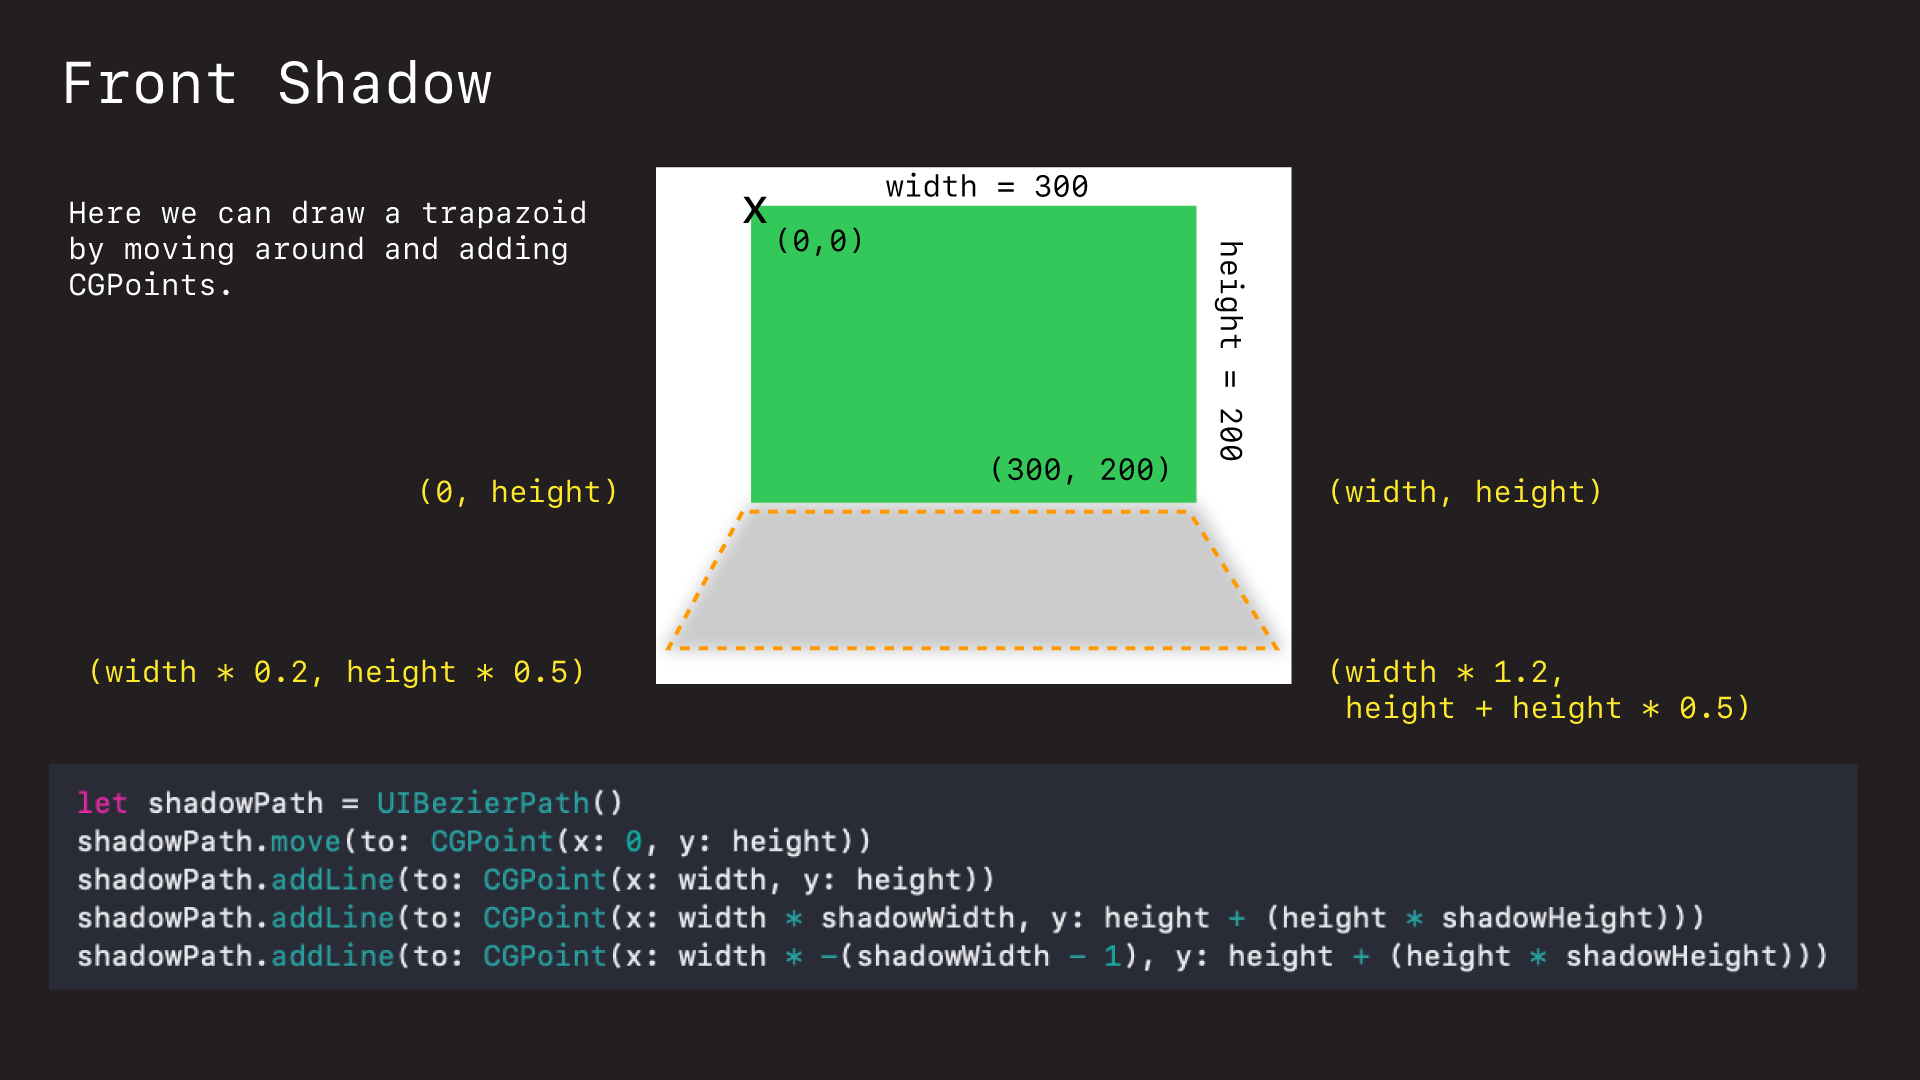 Front Shadow
Here we can draw a trapazoid
by moving around and adding
CGPoints.
width = 300
X
(0,0)
height = 200
(300, 200)
(0, height)
(width, height)
(width * 0.2, height * 0.5)
(width * 1.2,
height + height * 0.5)
let shadowPath = UIBezierPath()
shadowPath.move(to: CGPoint(x: 0, y: height))
shadowPath.addLine(to: CGPoint(x: width, y: height))
shadowPath.addLine(to: CGPoint(x: width * shadowWidth, y: height + (height * shadowHeight)))
shadowPath.addLine(to: CGPoint(x: width * -(shadowWidth - 1), y: height + (height * shadowHeight)))